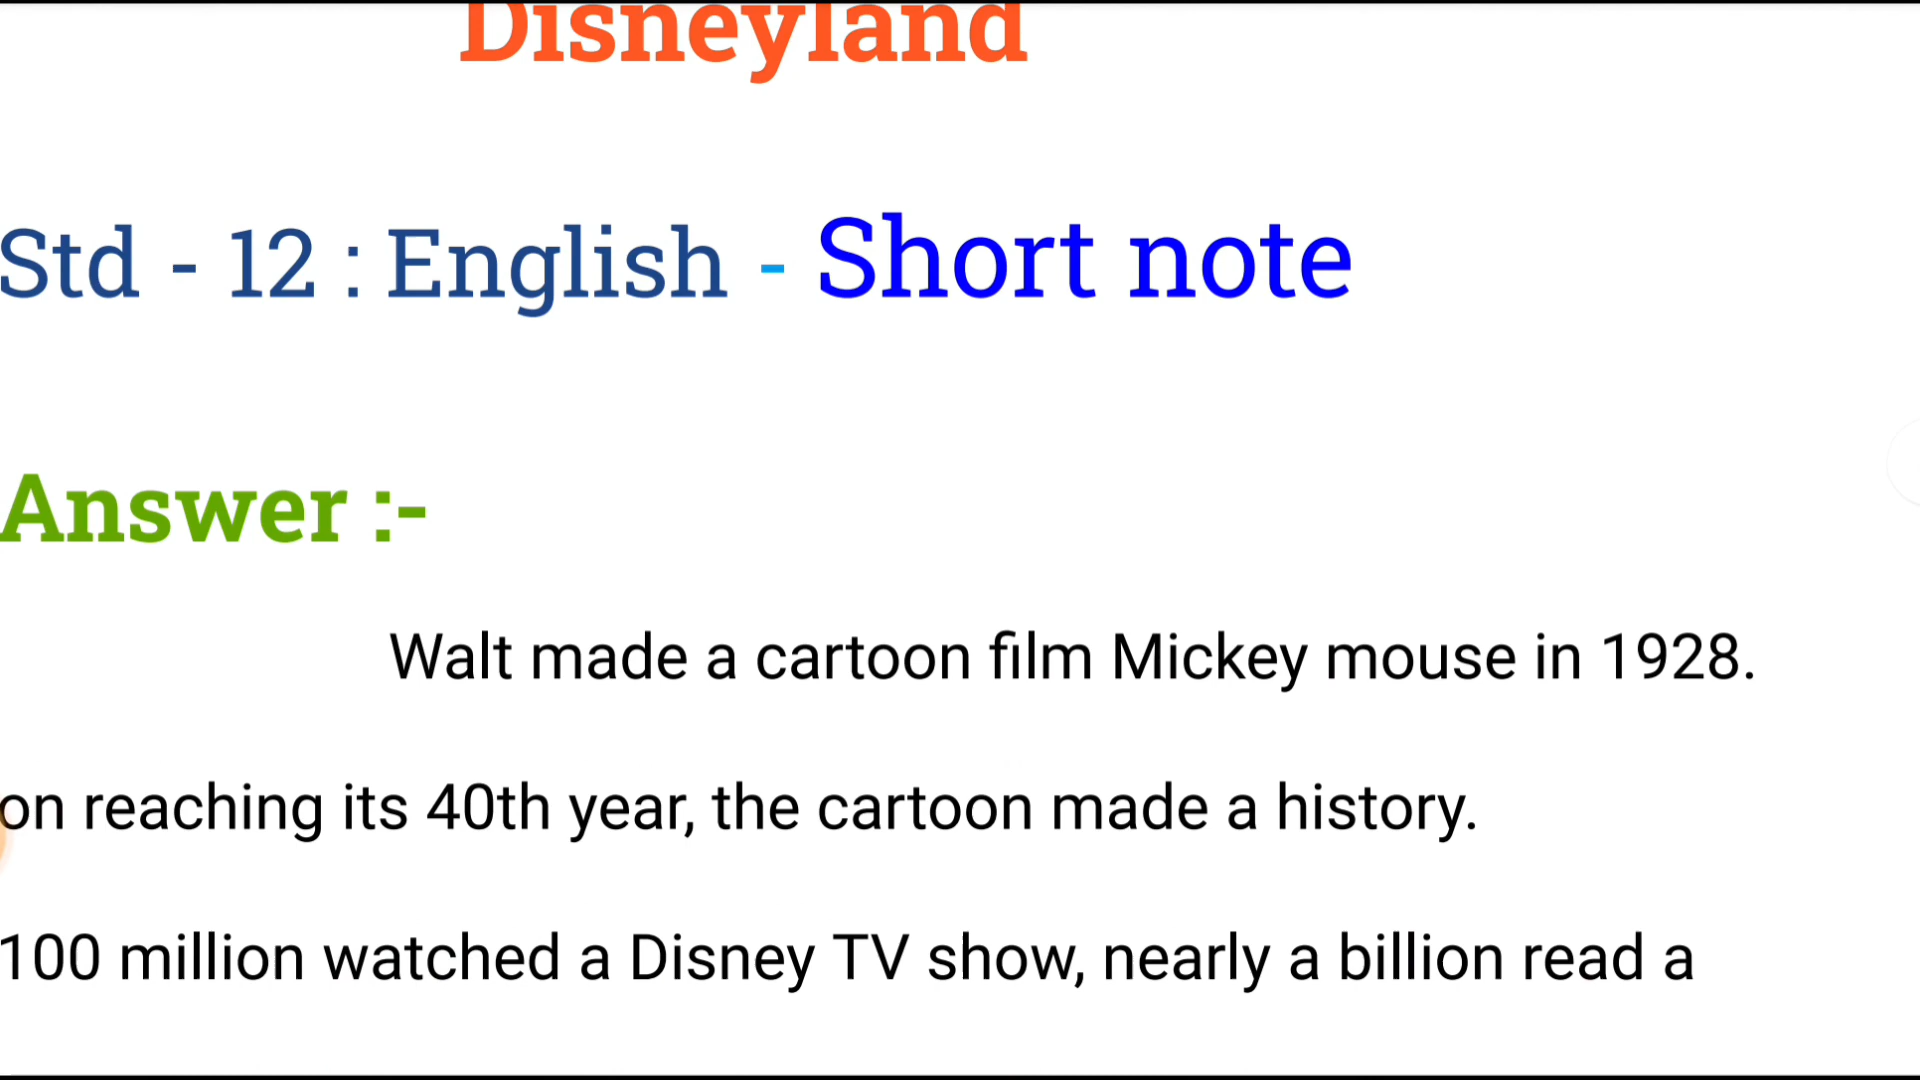 Disneyland
Std - 12 : English - Short note
Answer :-
Walt made a cartoon film Mickey mouse in 1928.
on reaching its 40th year, the cartoon made a history.
100 million watched a Disney TV show, nearly a billion read a